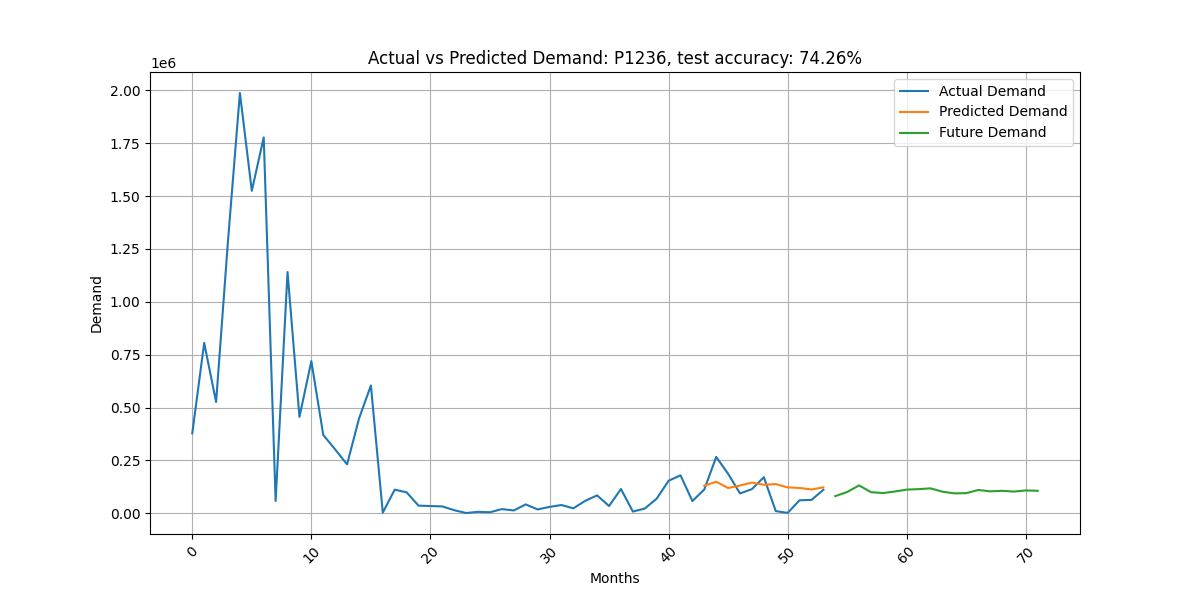 Actual vs Predicted Demand: P1236, test accuracy: 74.26%
1e6
2.00
1.75
1.50
1.25
1.00
0.75
0.50
0.25
0.00
Demand
Actual Demand
Predicted Demand
Future Demand
0
10
20
30
40
50
60
70
Months